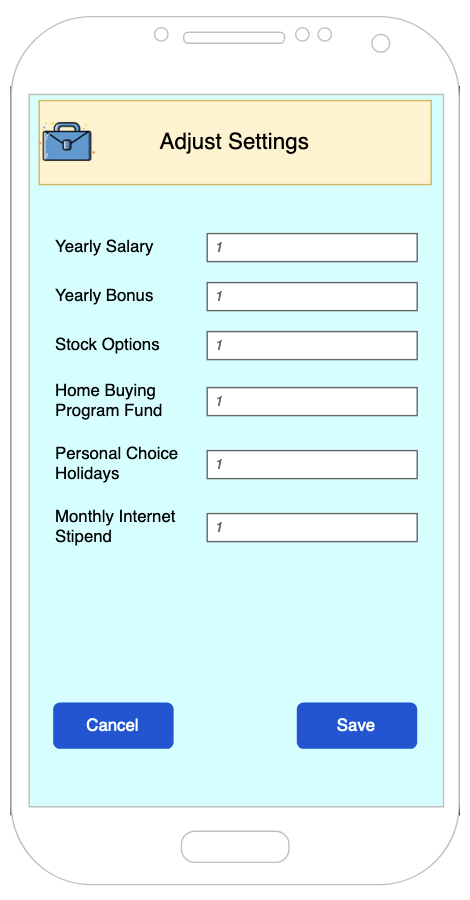 Adjust Settings
Yearly Salary 1
Yearly Bonus 1
Stock Options 1
Home Buying
Program Fund 1
Personal Choice
Holidays 1
Monthly Internet
Stipend 1
Cancel Save